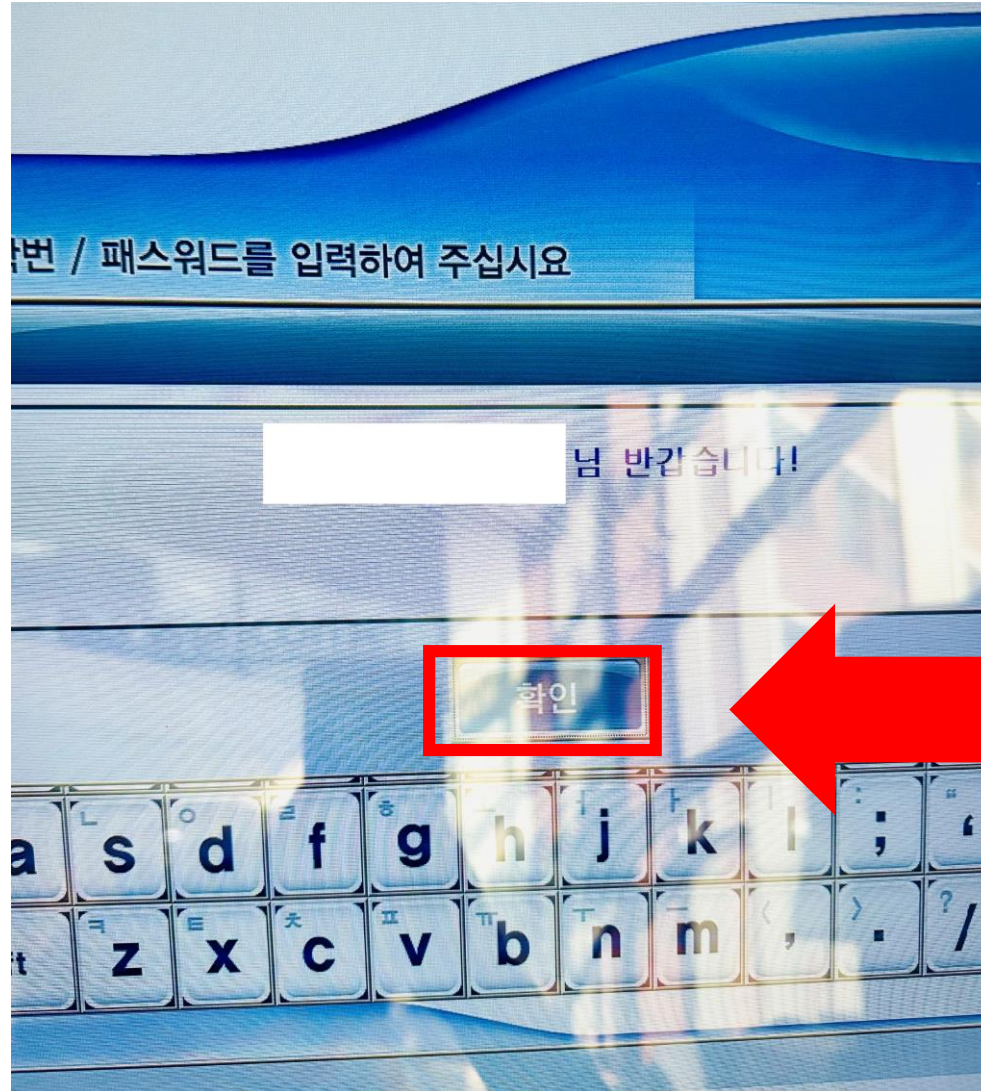 번 / 패스워드를 입력하여 주십시요
님 반갑습니다!
확인
a ㄴ s ㅇ d ㄹ f ㅎ g h ㅓ j ㅏ k ㅣ l : ; “ ‘
ㅋ z ㅌ x ㅊ c ㅍ v ㅠ b ㅜ n ㅡ m 〈 , 〉 . ? /